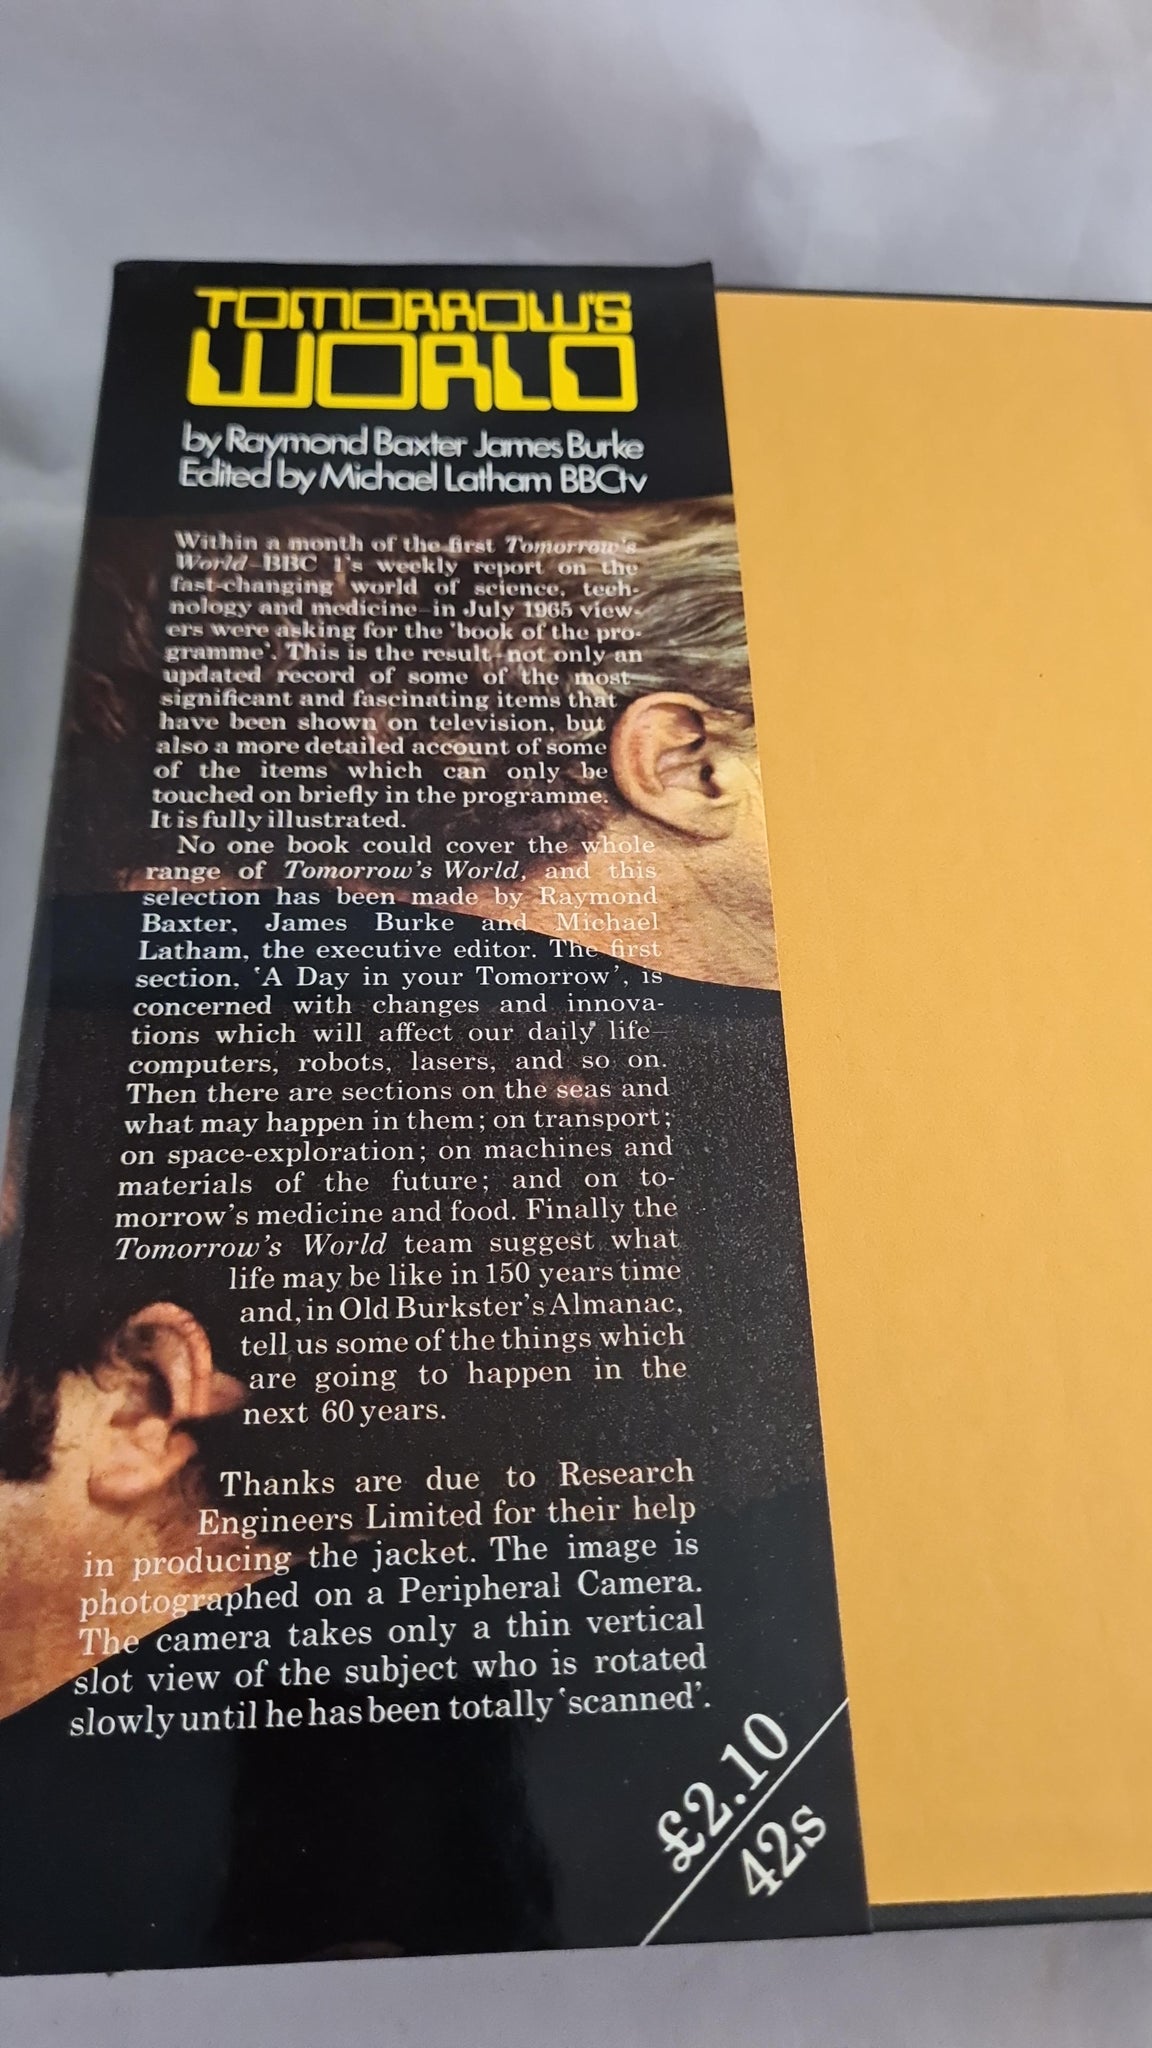 TOMORROW'S
WORLD
by Raymond Baxter James Burke
Edited by Michael Latham BBCtv
Within a month of the first Tomorrow's
World–BBC 1's weekly report on the
fast-changing world of science, tech-
nology and medicine–in July 1965 view-
ers were asking for the 'book of the pro-
gramme'. This is the result–not only an
updated record of some of the most
significant and fascinating items that
have been shown on television, but
also a more detailed account of some
of the items which can only be
touched on briefly in the programme.
It is fully illustrated.
No one book could cover the whole
range of Tomorrow's World, and this
selection has been made by Raymond
Baxter, James Burke and Michael
Latham, the executive editor. The first
section, 'A Day in your Tomorrow', is
concerned with changes and innova-
tions which will affect our daily life–
computers, robots, lasers, and so on.
Then there are sections on the seas and
what may happen in them; on transport;
on space-exploration; on machines and
materials of the future; and on to-
morrow's medicine and food. Finally the
Tomorrow's World team suggest what
life may be like in 150 years time
and, in Old Burkster's Almanac,
tell us some of the things which
are going to happen in the
next 60 years.
Thanks are due to Research
Engineers Limited for their help
in producing the jacket. The image is
photographed on a Peripheral Camera.
The camera takes only a thin vertical
slot view of the subject who is rotated
slowly until he has been totally 'scanned'.
£2.10
42s